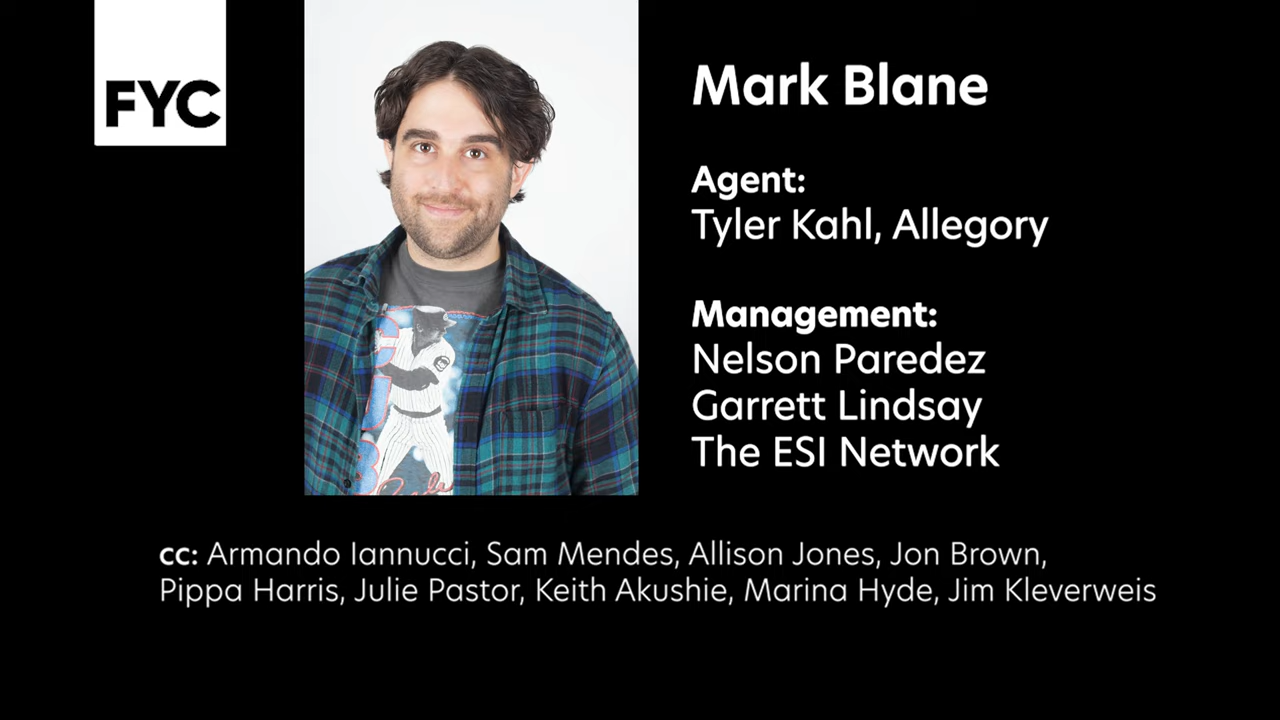 FYC
Mark Blane
Agent:
Tyler Kahl, Allegory
Management:
Nelson Paredez
Garrett Lindsay
The ESI Network
cc: Armando Iannucci, Sam Mendes, Allison Jones, Jon Brown,
Pippa Harris, Julie Pastor, Keith Akushie, Marina Hyde, Jim Kleverweis